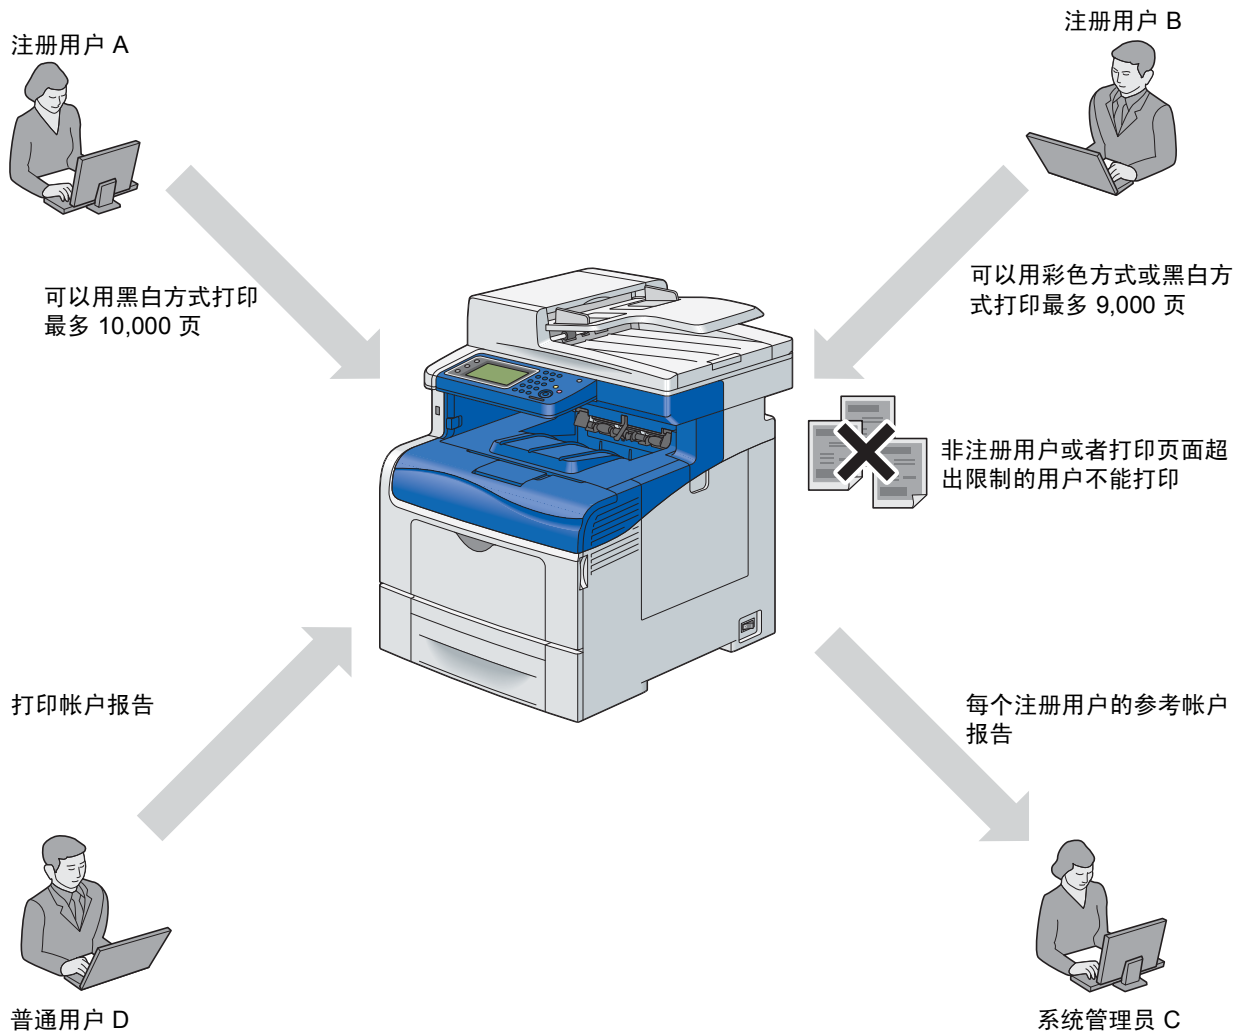 注册用户 A
注册用户 B
可以用黑白方式打印
最多 10,000 页
可以用彩色方式或黑白方
式打印最多 9,000 页
非注册用户或者打印页面超
出限制的用户不能打印
打印帐户报告
每个注册用户的参考帐户
报告
普通用户 D
系统管理员 C